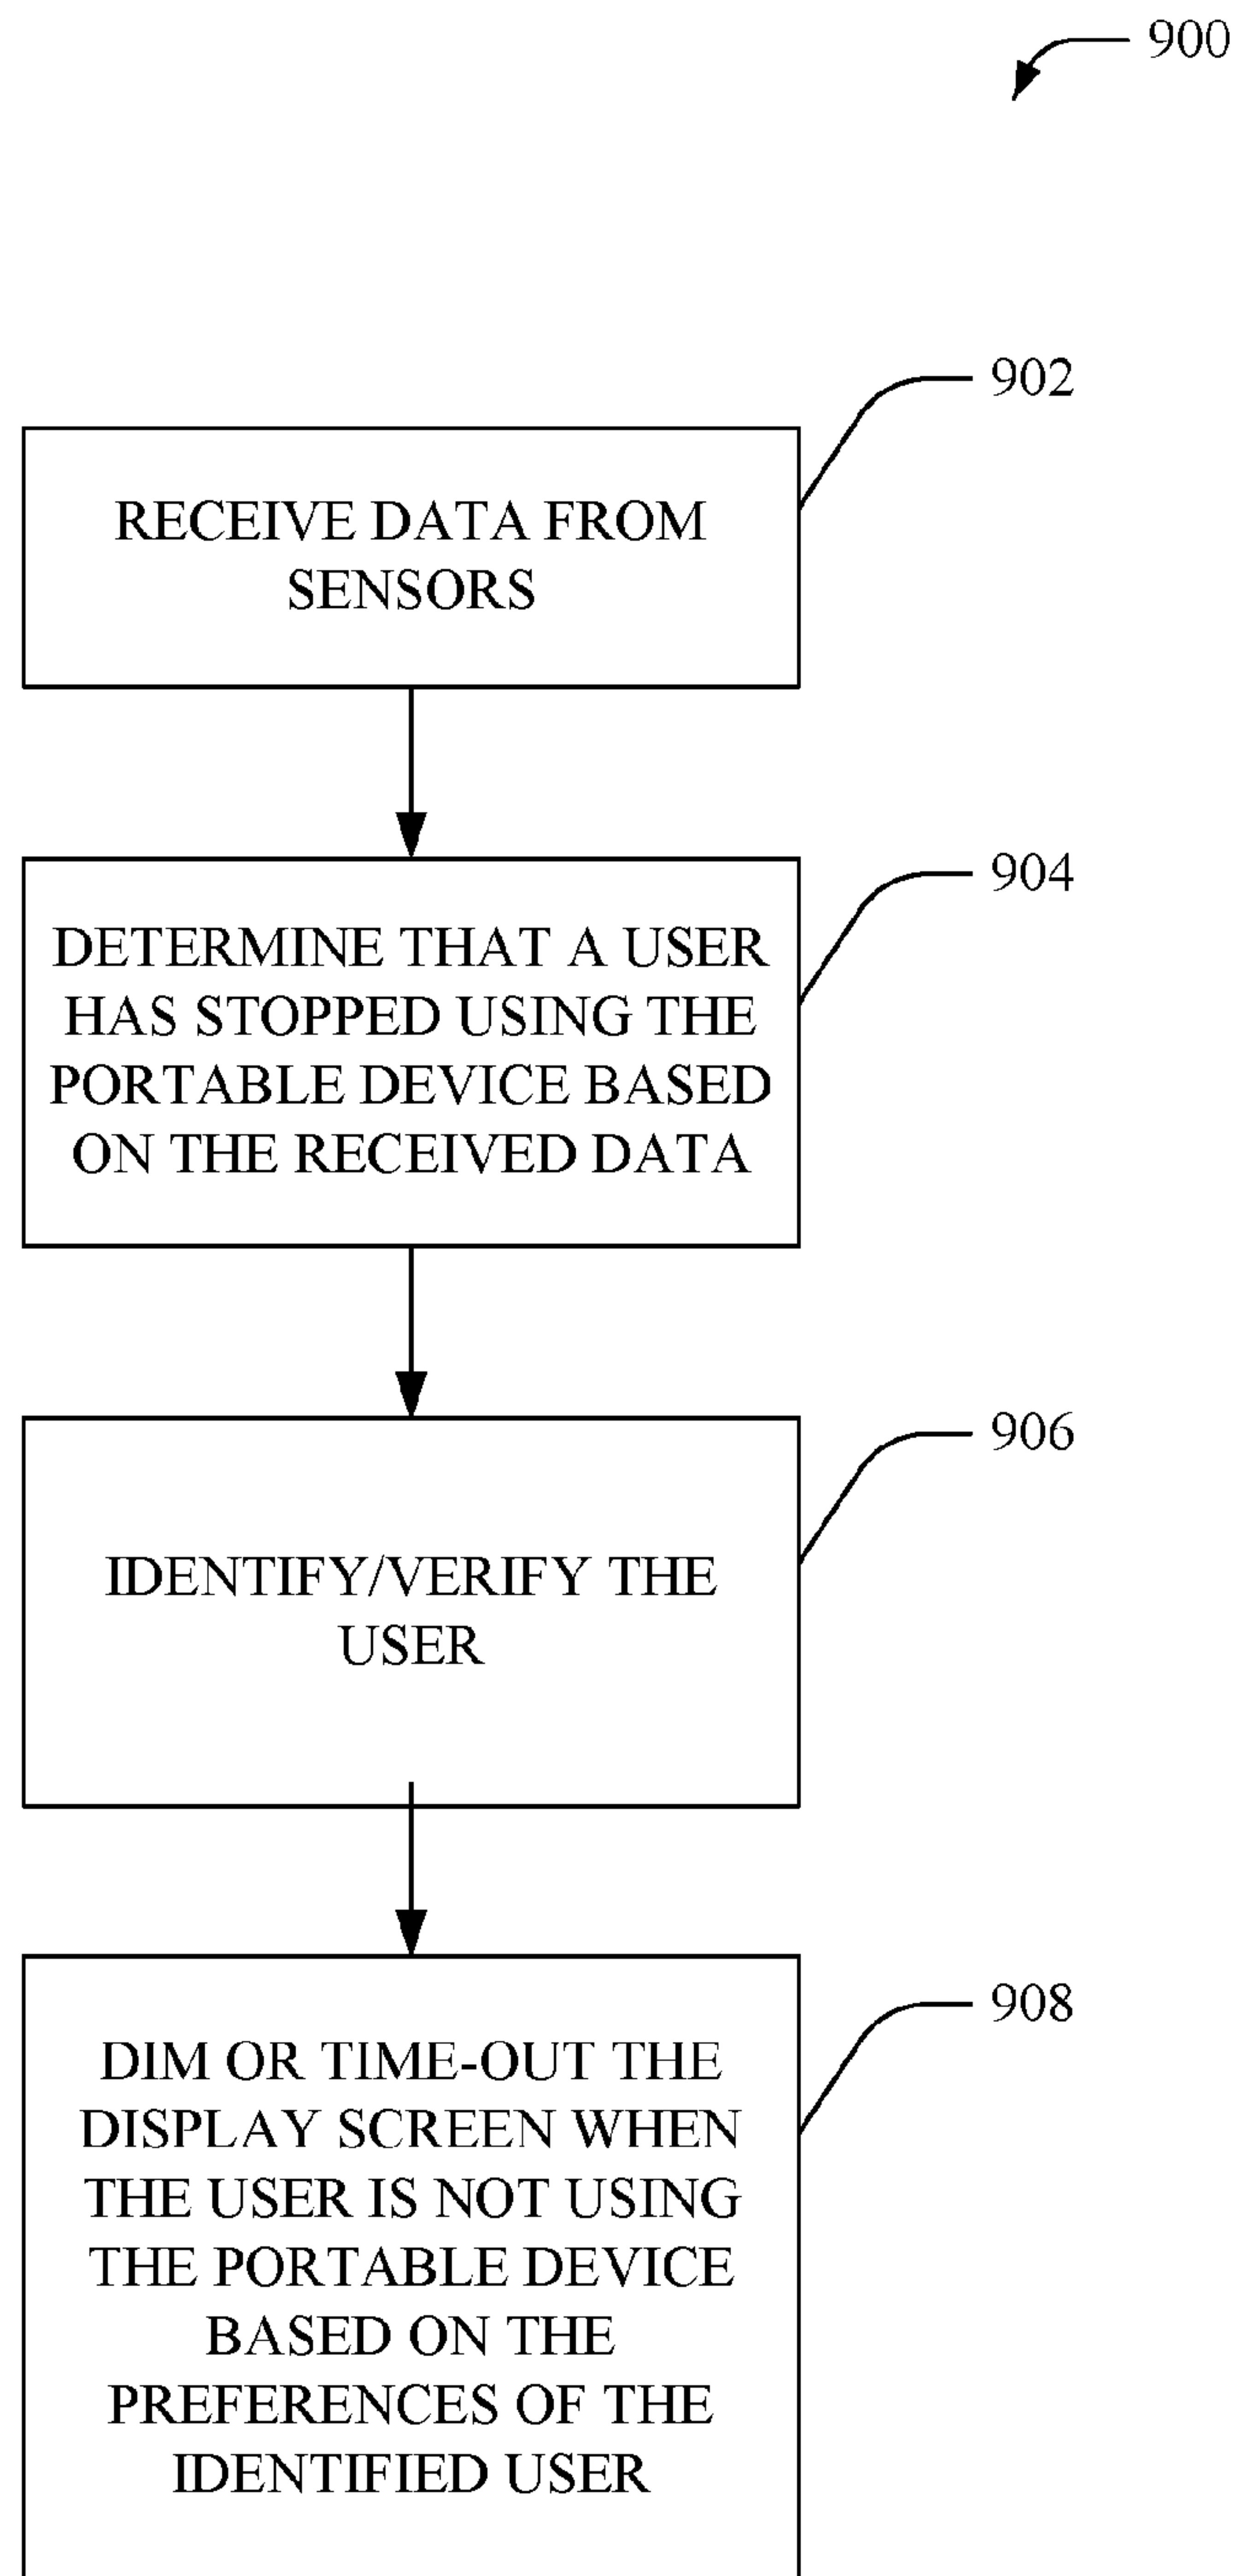 900
902
RECEIVE DATA FROM
SENSORS
904
DETERMINE THAT A USER
HAS STOPPED USING THE
PORTABLE DEVICE BASED
ON THE RECEIVED DATA
906
IDENTIFY/VERIFY THE
USER
908
DIM OR TIME-OUT THE
DISPLAY SCREEN WHEN
THE USER IS NOT USING
THE PORTABLE DEVICE
BASED ON THE
PREFERENCES OF THE
IDENTIFIED USER